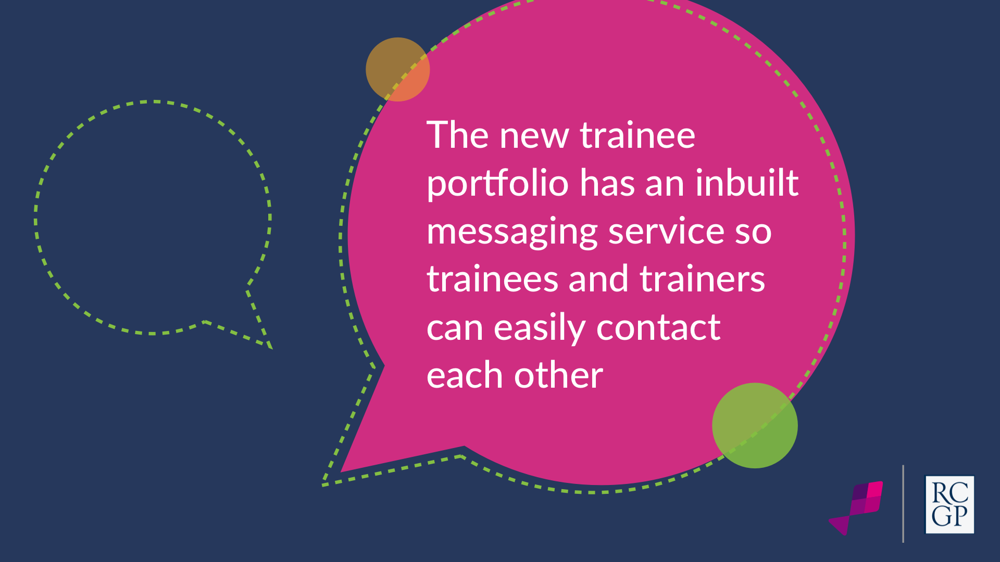 The new trainee
portfolio has an inbuilt
messaging service so
trainees and trainers
can easily contact
each other
RC
GP